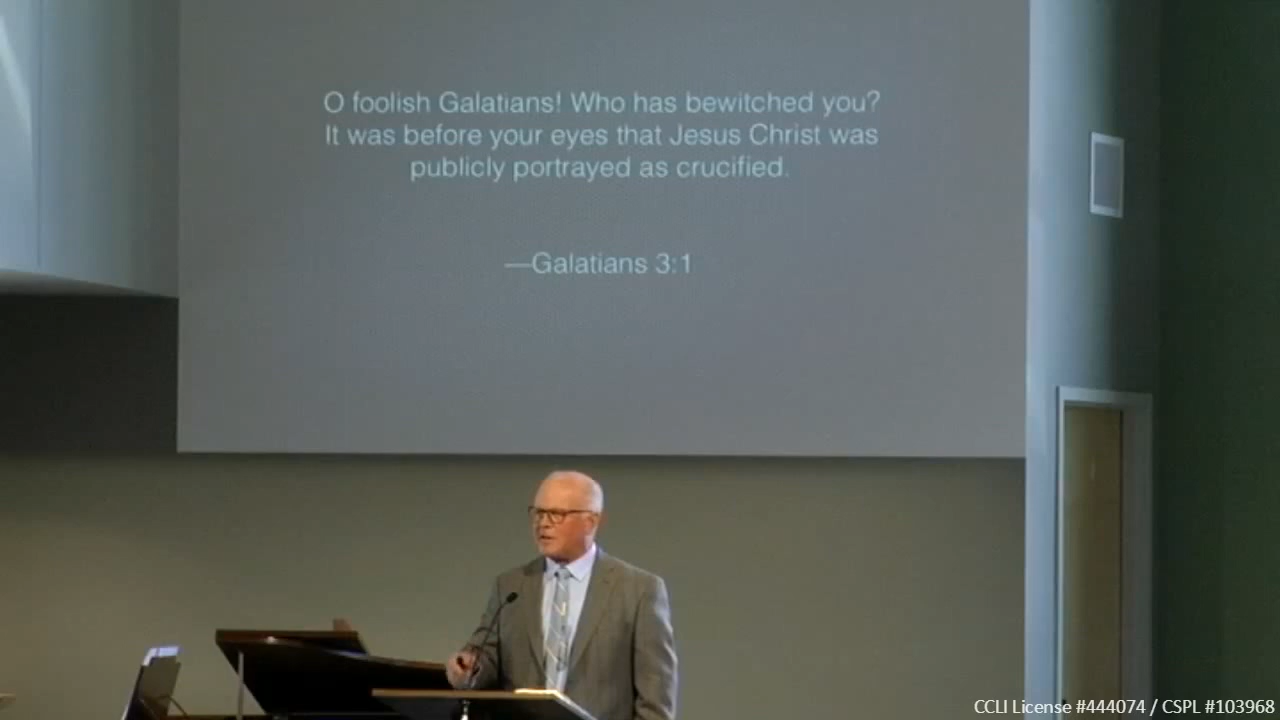 O foolish Galatians! Who has bewitched you?
It was before your eyes that Jesus Christ was
publicly portrayed as crucified.
—Galatians 3:1
CCLI License #444074 / CSPL #103968